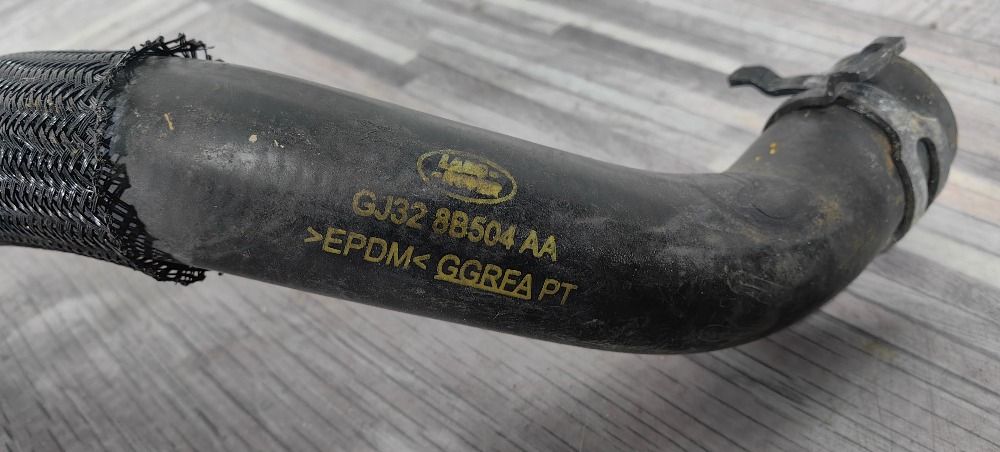 LAND
ROVER
GJ32 8B504 AA
>EPDM< GGRFA PT